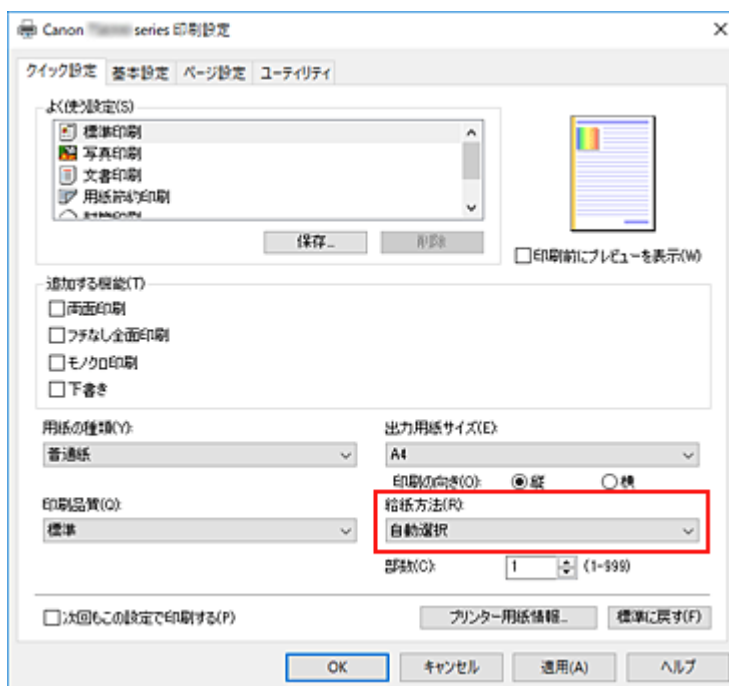 Canon series 印刷設定
クイック設定 基本設定 ページ設定 ユーティリティ
よく使う設定(S)
標準印刷
写真印刷
文書印刷
用紙節約印刷
保存... 削除
印刷前にプレビューを表示(W)
追加する機能(T)
両面印刷
フチなし全面印刷
モノクロ印刷
下書き
用紙の種類(Y):
普通紙
出力用紙サイズ(E):
A4
印刷の向き(O): 縦 横
印刷品質(Q):
標準
給紙方法(R):
自動選択
部数(C): 1 (1-999)
次回もこの設定で印刷する(P)
プリンター用紙情報... 標準に戻す(F)
OK キャンセル 適用(A) ヘルプ